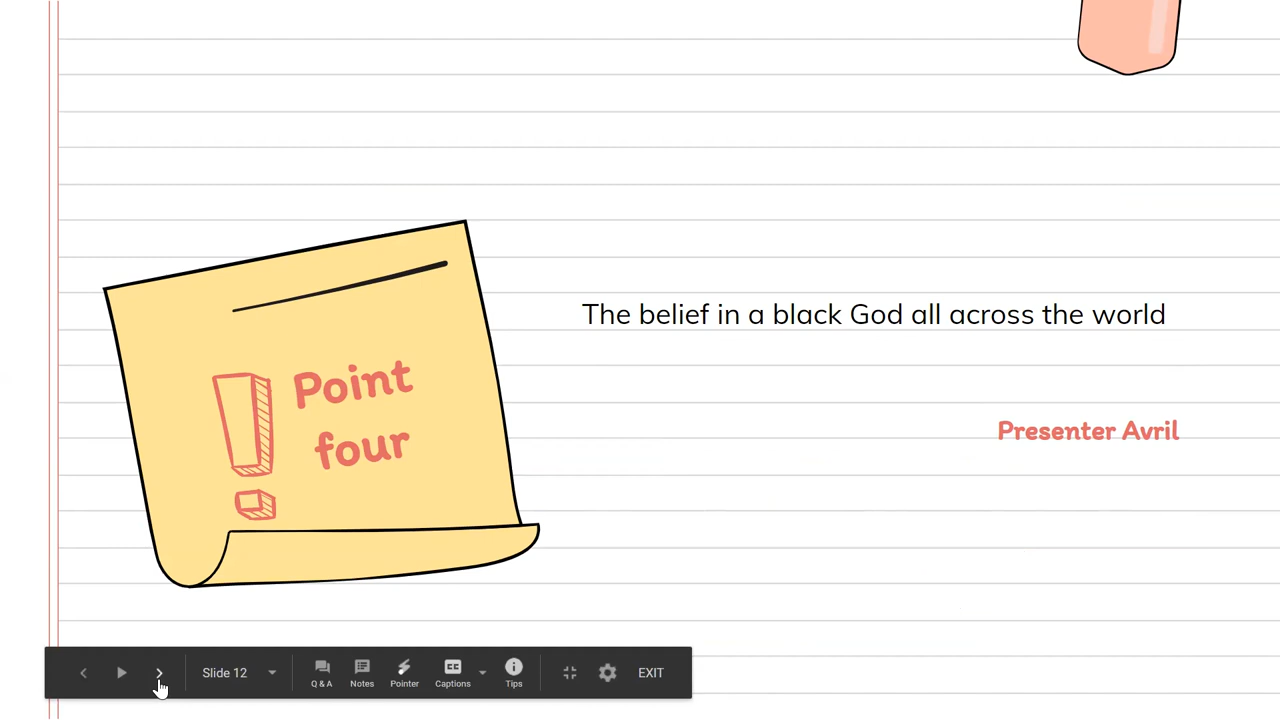 The belief in a black God all across the world
Point
four
Presenter Avril
Slide 12
Q & A
Notes
Pointer
CC
Captions
Tips
EXIT